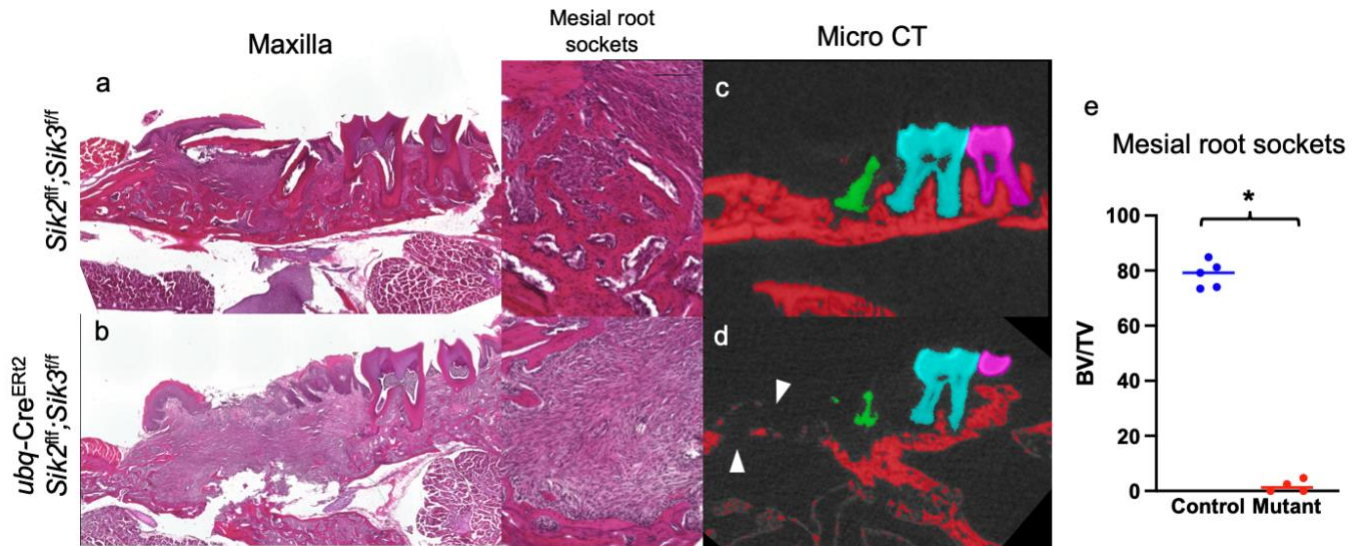 Maxilla
Mesial root
sockets
Micro CT
a
c
e
Sik2f/f;Sik3f/f
Mesial root sockets
*
BV/TV
100
80
60
40
20
0
Control Mutant
b
d
ubq-CreERt2
Sik2f/f;Sik3f/f